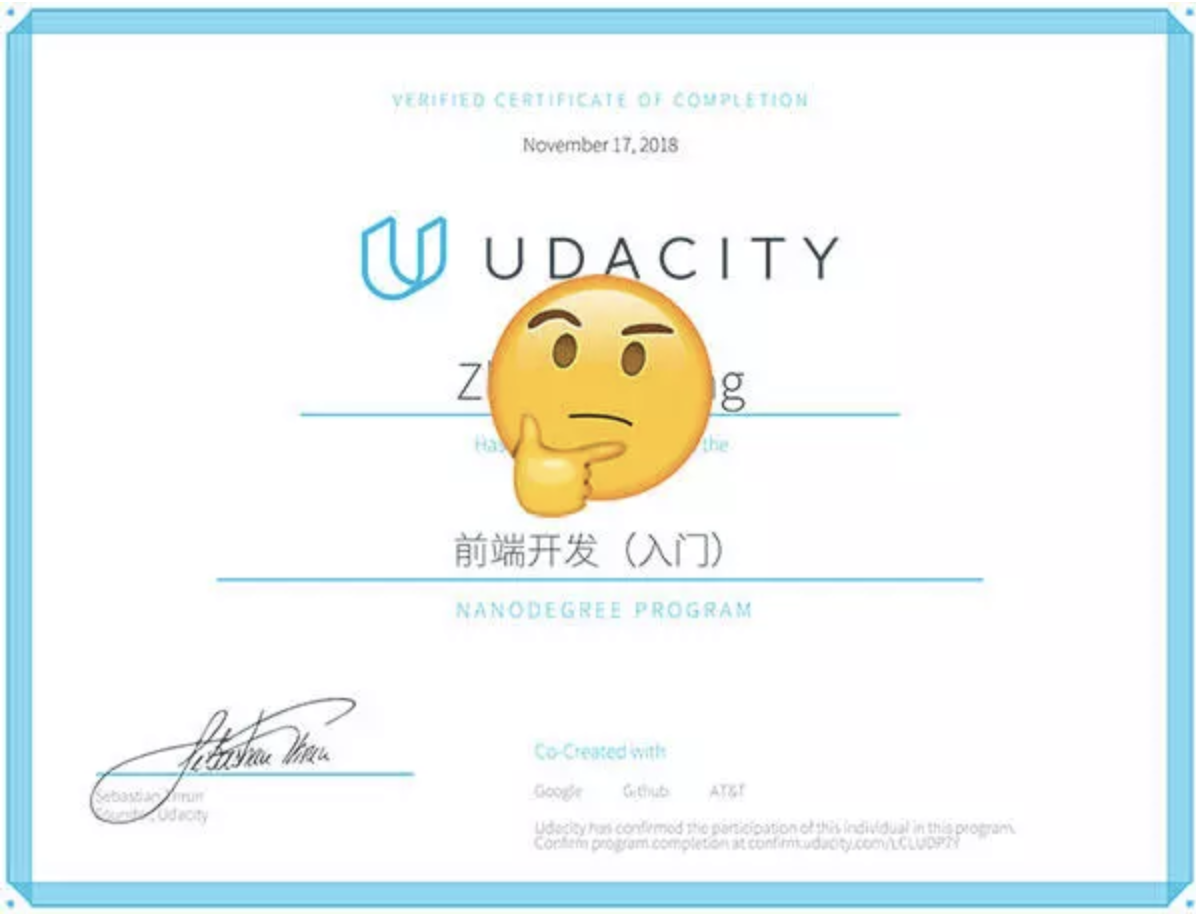 VERIFIED CERTIFICATE OF COMPLETION
November 17, 2018
UDACITY
Z g
Has the
前端开发（入门）
NANODEGREE PROGRAM
Sebastian Thrun
Sebastian Thrun
Founder, Udacity
Co-Created with
Google Github AT&T
Udacity has confirmed the participation of this individual in this program.
Confirm program completion at confirm.udacity.com/LCLUDP7Y